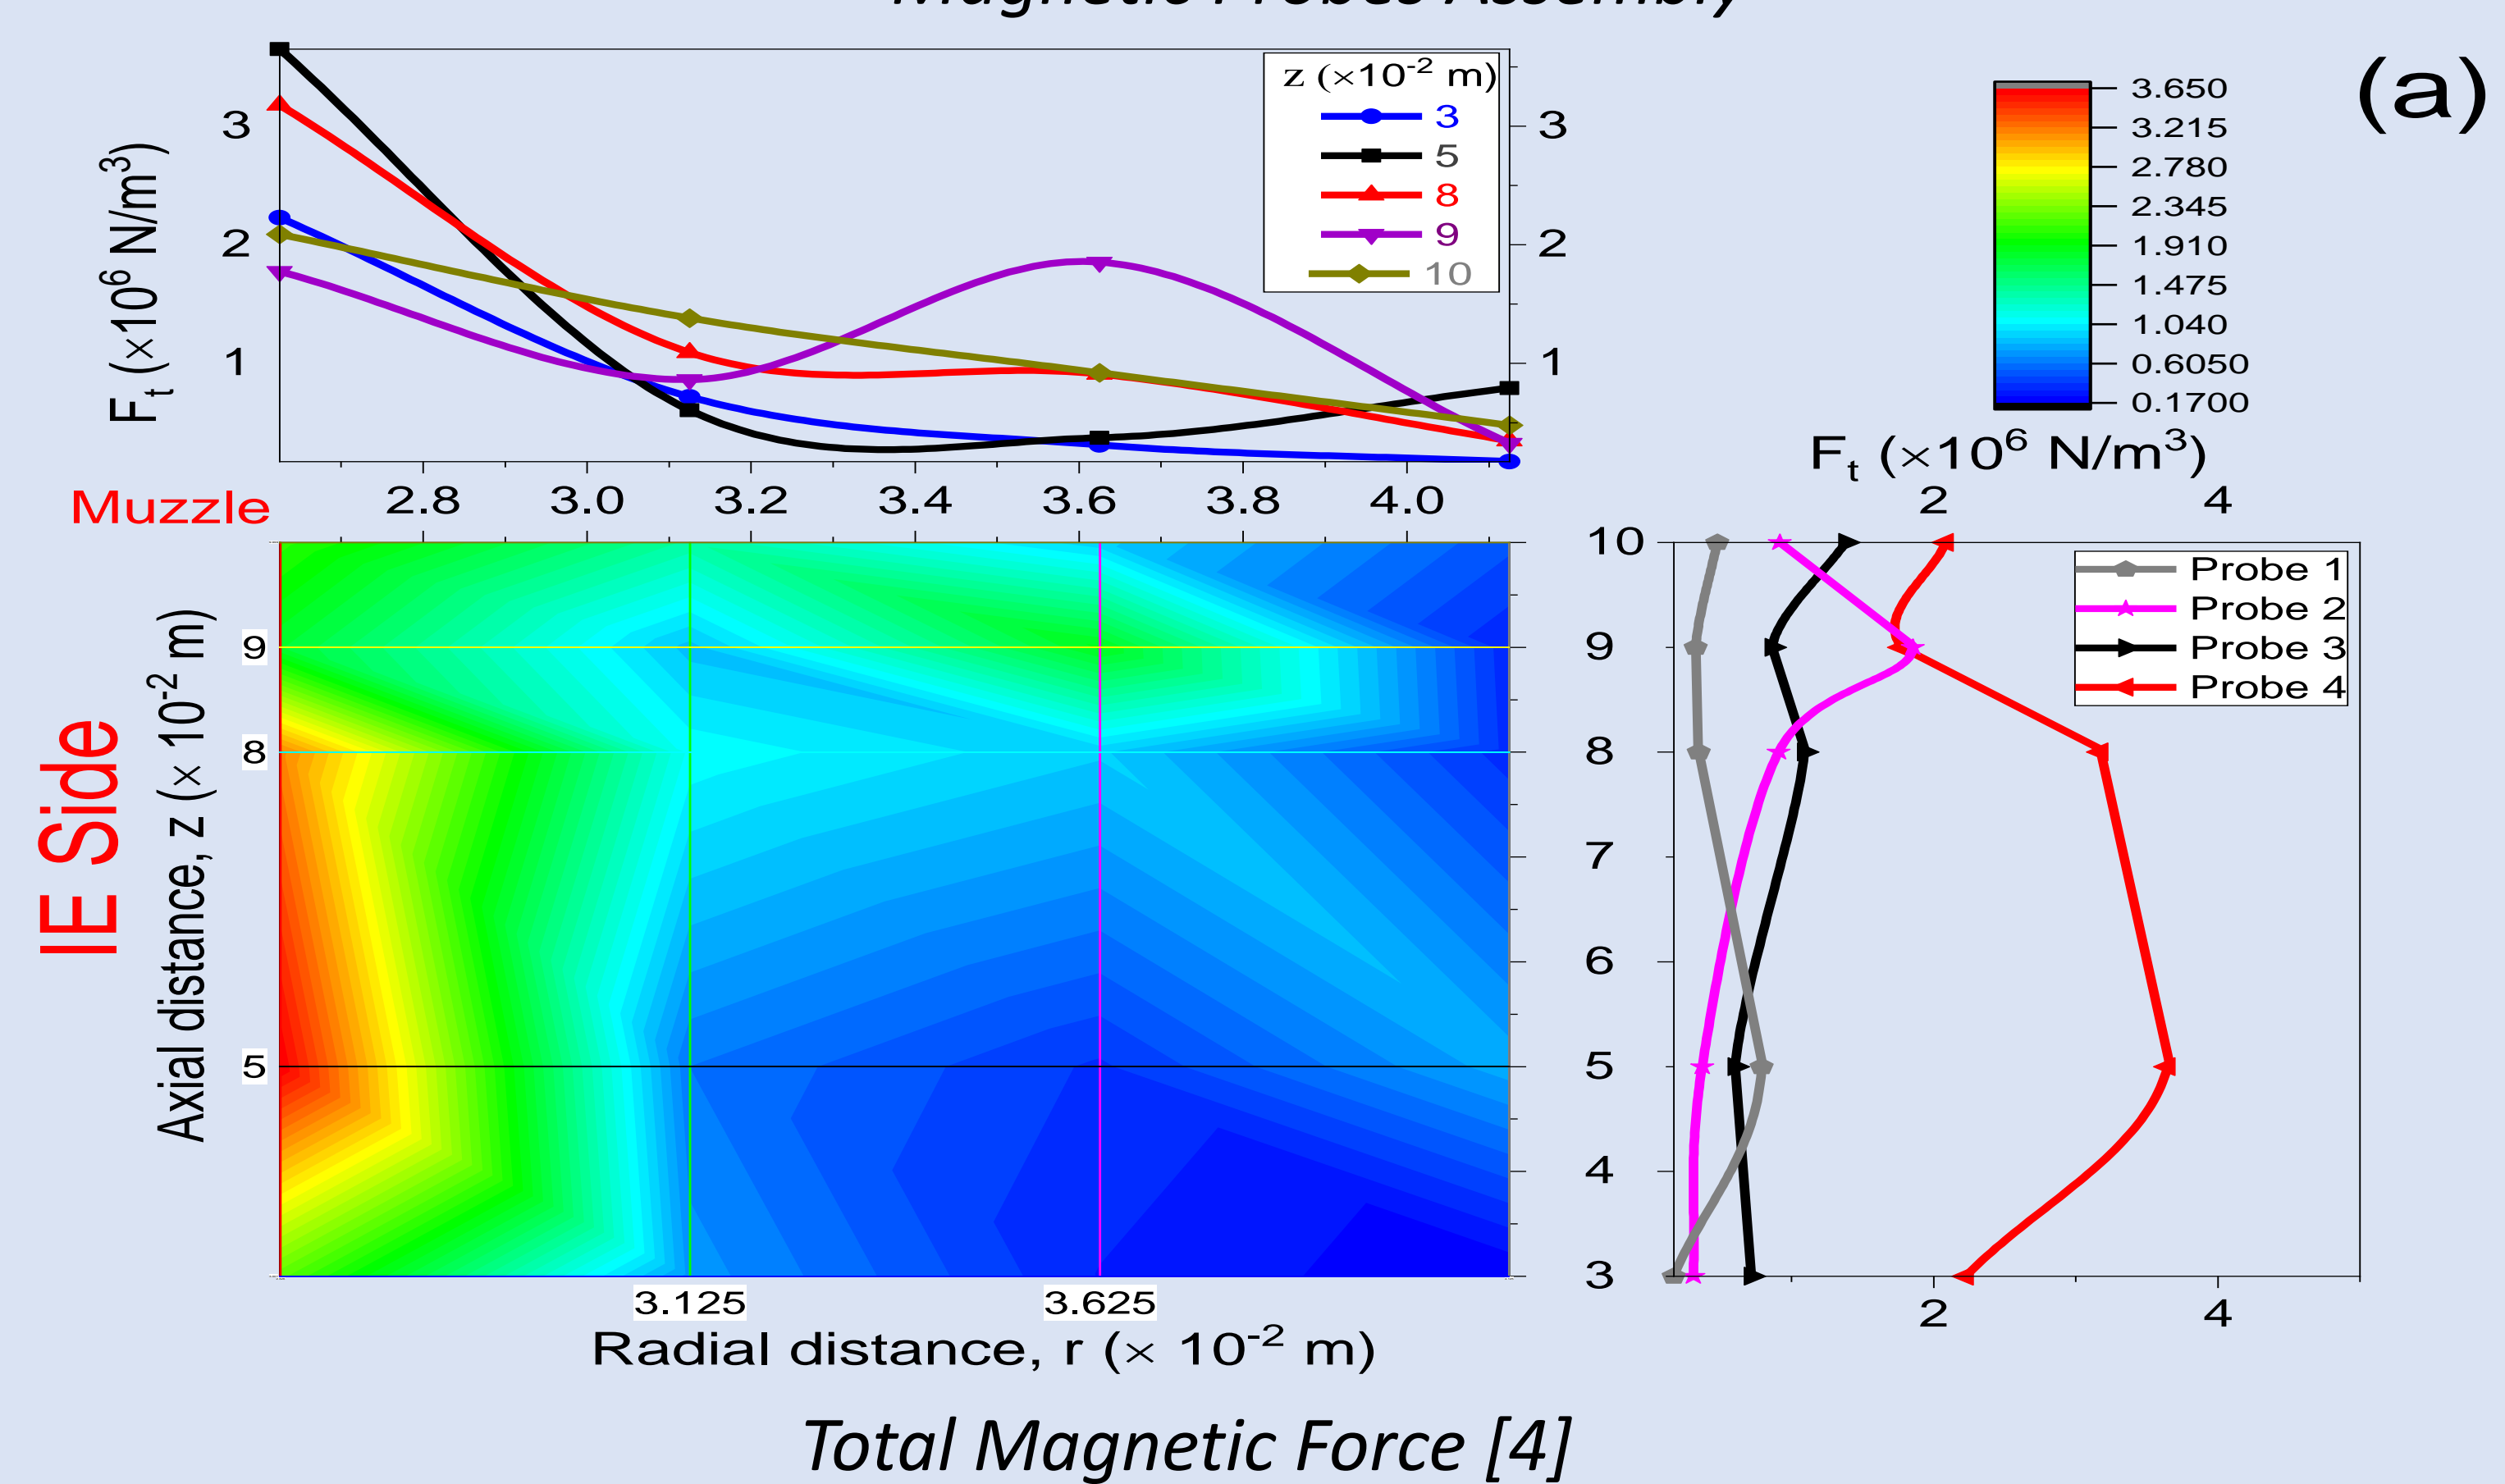 Magnetic Probes Assembly
(a)
z (×10⁻² m)
3
5
8
9
10
Fₜ (×10⁶ N/m³)
3
2
1
3
2
1
3.650
3.215
2.780
2.345
1.910
1.475
1.040
0.6050
0.1700
Fₜ (×10⁶ N/m³)
Muzzle
2.8 3.0 3.2 3.4 3.6 3.8 4.0
2 4
IE Side
Axial distance, z (× 10⁻² m)
9
8
5
10
9
8
7
6
5
4
3
Probe 1
Probe 2
Probe 3
Probe 4
3.125 3.625
2 4
Radial distance, r (× 10⁻² m)
Total Magnetic Force [4]